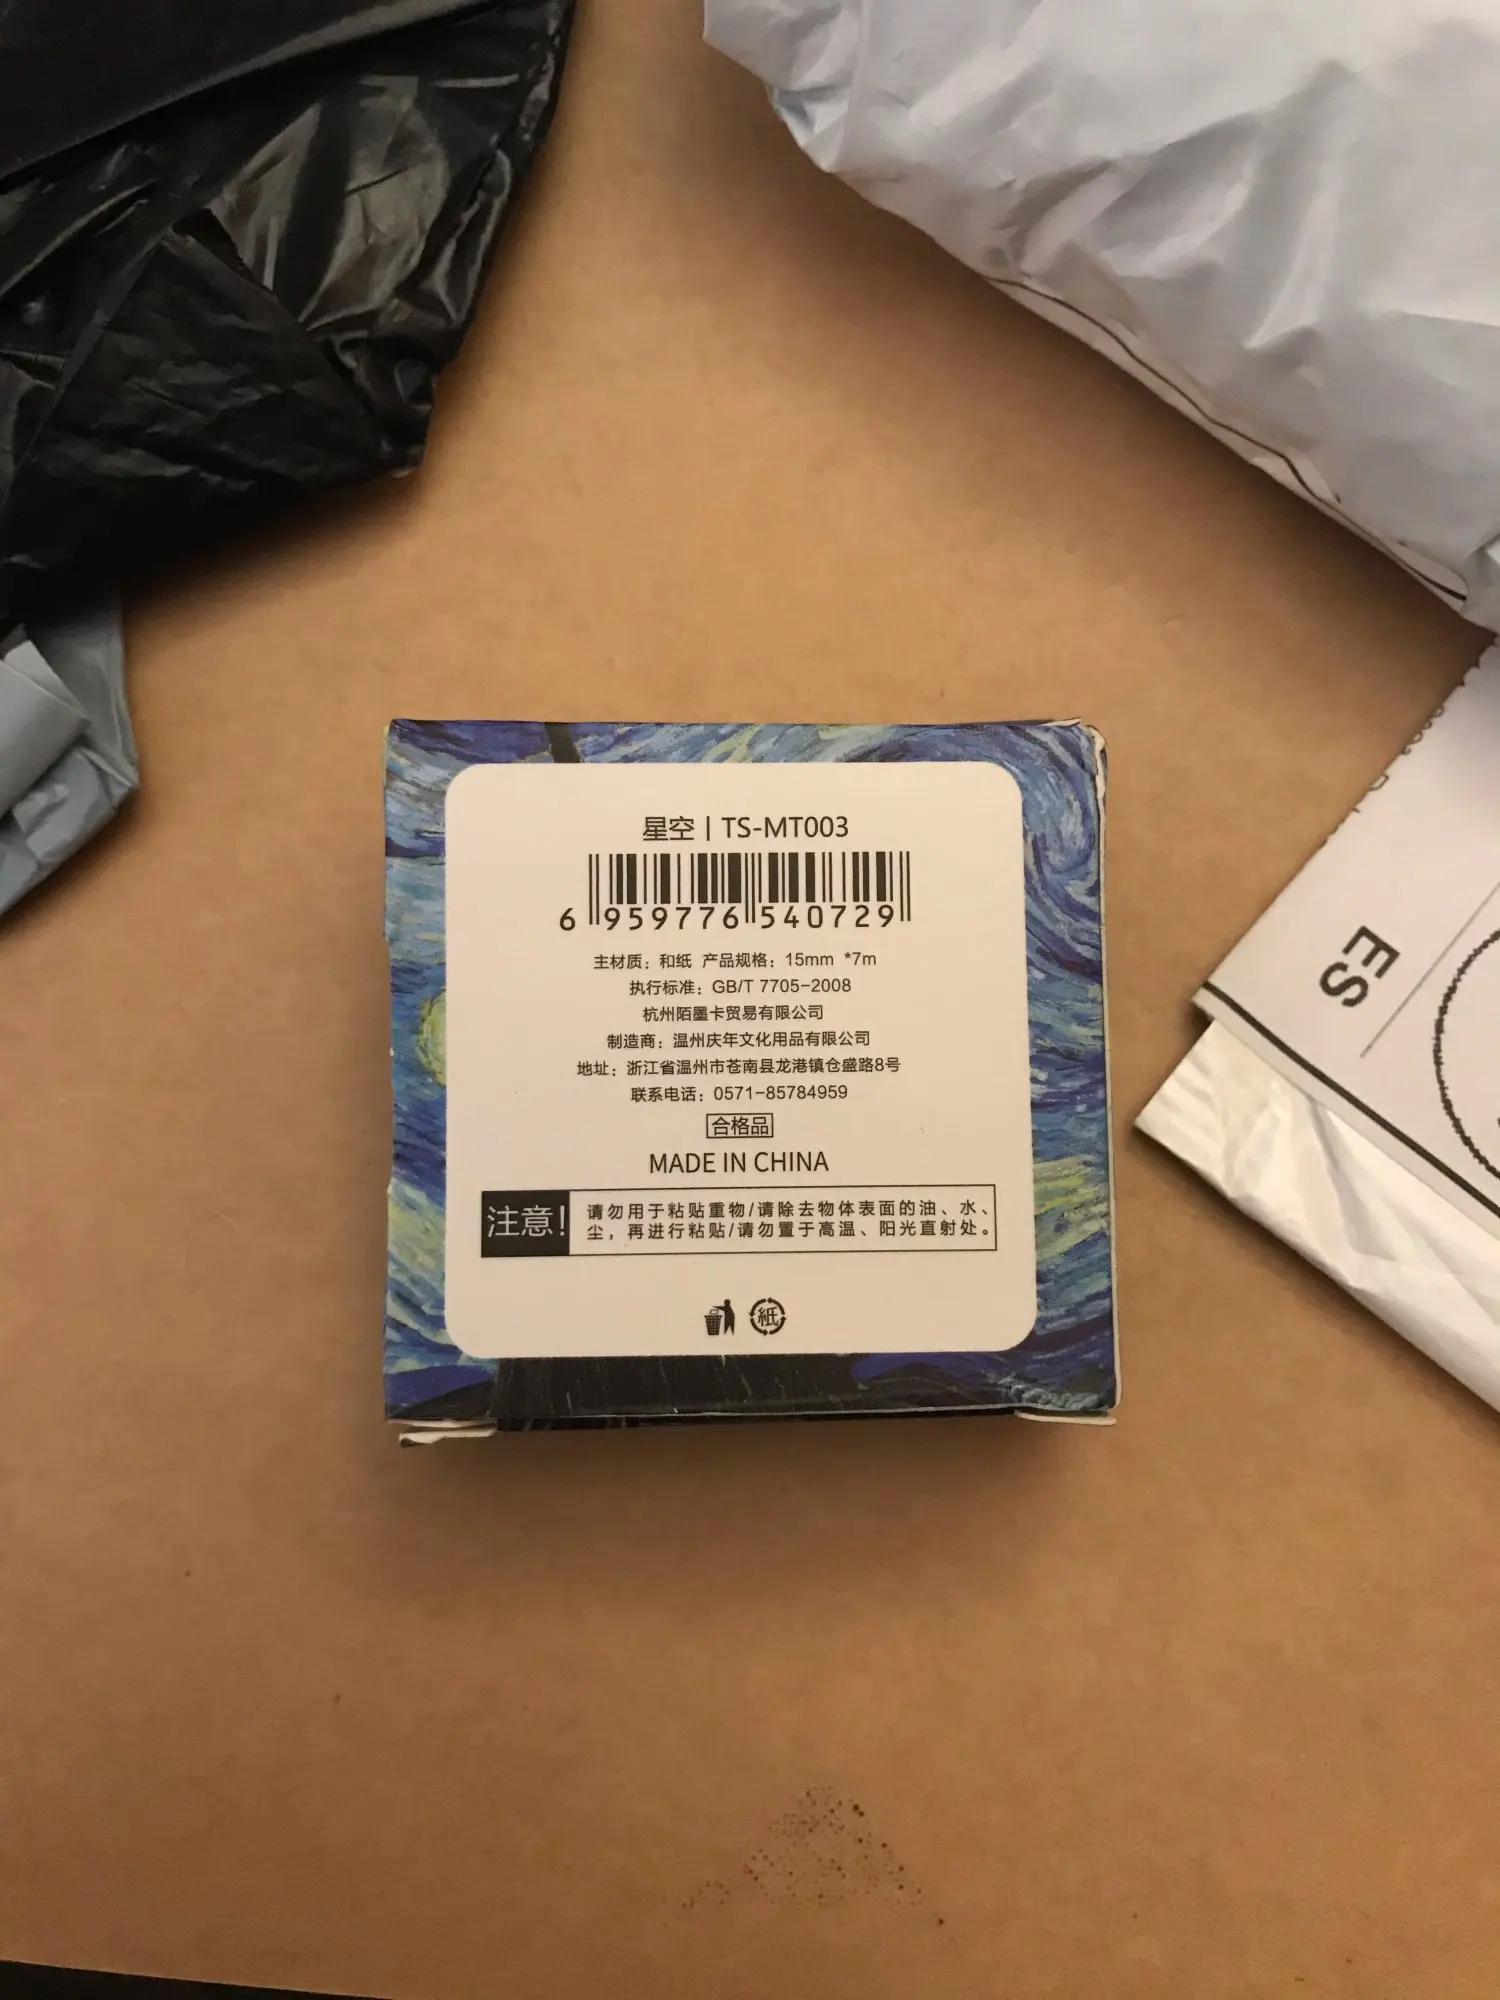 星空 | TS-MT003
6 959776 540729
主材质：和纸 产品规格：15mm *7m
执行标准：GB/T 7705-2008
杭州陌墨卡贸易有限公司
制造商：温州庆年文化用品有限公司
地址：浙江省温州市苍南县龙港镇仓盛路8号
联系电话：0571-85784959
合格品
MADE IN CHINA
注意！
请勿用于粘贴重物/请除去物体表面的油、水、
尘，再进行粘贴/请勿置于高温、阳光直射处。
紙
ES